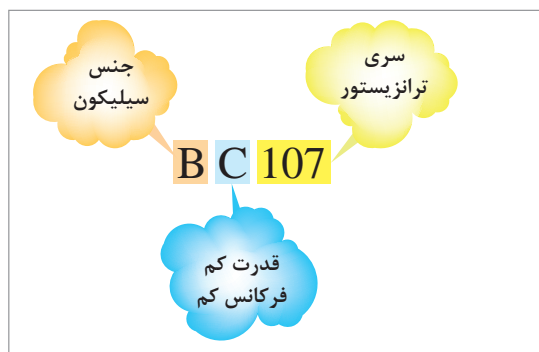 جنس
سیلیکون
سری
ترانزیستور
B C 107
قدرت کم
فرکانس کم